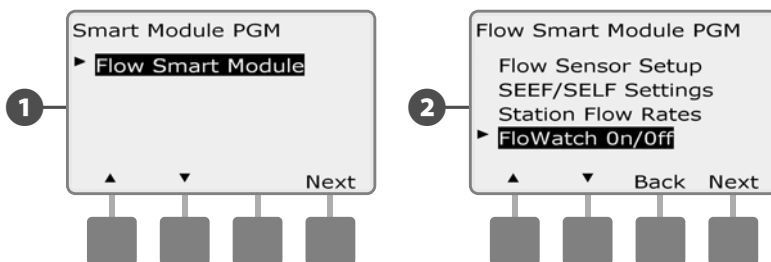 Smart Module PGM
► Flow Smart Module
1
▲ ▼ Next
Flow Smart Module PGM
Flow Sensor Setup
SEEF/SELF Settings
Station Flow Rates
► FloWatch On/Off
2
▲ ▼ Back Next